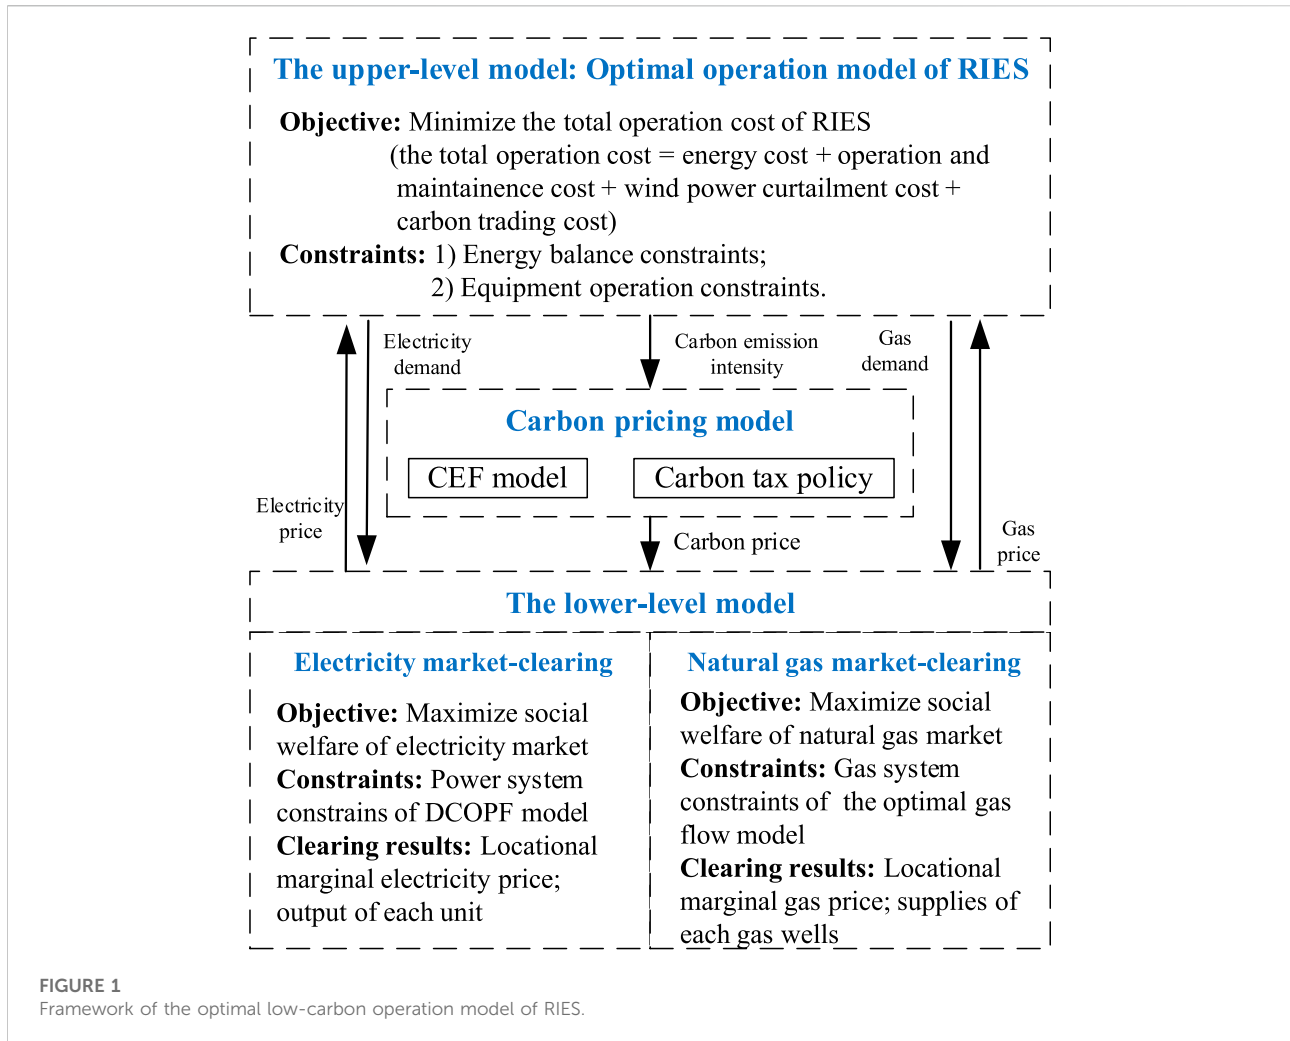 The upper-level model: Optimal operation model of RIES
Objective: Minimize the total operation cost of RIES
(the total operation cost = energy cost + operation and
maintainence cost + wind power curtailment cost +
carbon trading cost)
Constraints: 1) Energy balance constraints;
2) Equipment operation constraints.
Electricity
demand
Carbon emission
intensity
Gas
demand
Carbon pricing model
CEF model
Carbon tax policy
Electricity
price
Carbon price
Gas
price
The lower-level model
Electricity market-clearing
Objective: Maximize social
welfare of electricity market
Constraints: Power system
constrains of DCOPF model
Clearing results: Locational
marginal electricity price;
output of each unit
Natural gas market-clearing
Objective: Maximize social
welfare of natural gas market
Constraints: Gas system
constraints of the optimal gas
flow model
Clearing results: Locational
marginal gas price; supplies of
each gas wells
FIGURE 1
Framework of the optimal low-carbon operation model of RIES.